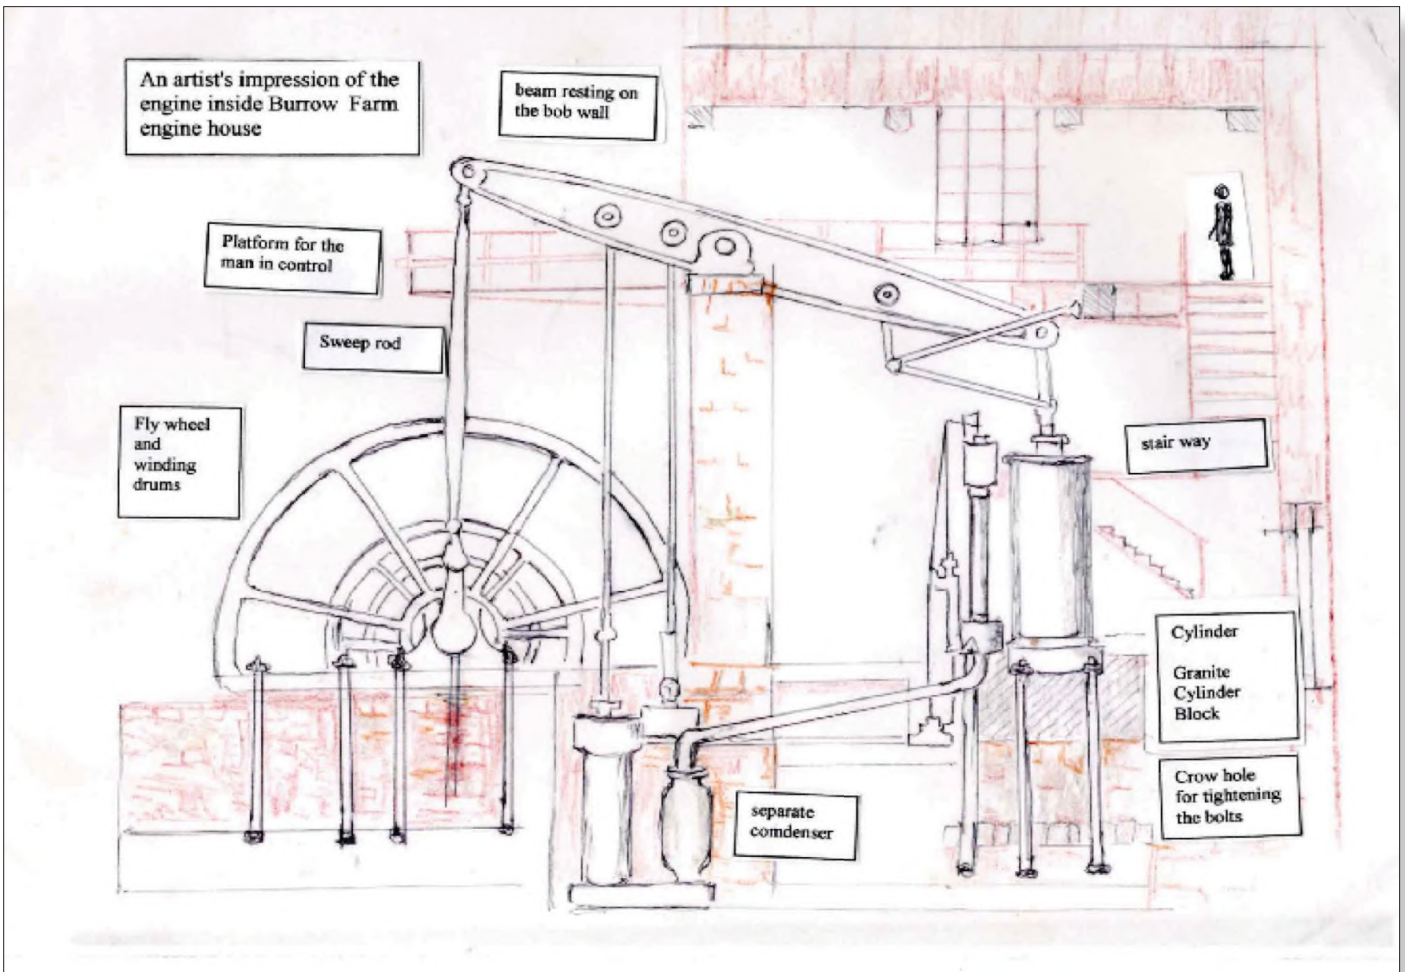 An artist's impression of the
engine inside Burrow Farm
engine house
beam resting on
the bob wall
Platform for the
man in control
Sweep rod
Fly wheel
and
winding
drums
stair way
Cylinder
Granite
Cylinder
Block
Crow hole
for tightening
the bolts
separate
comdenser